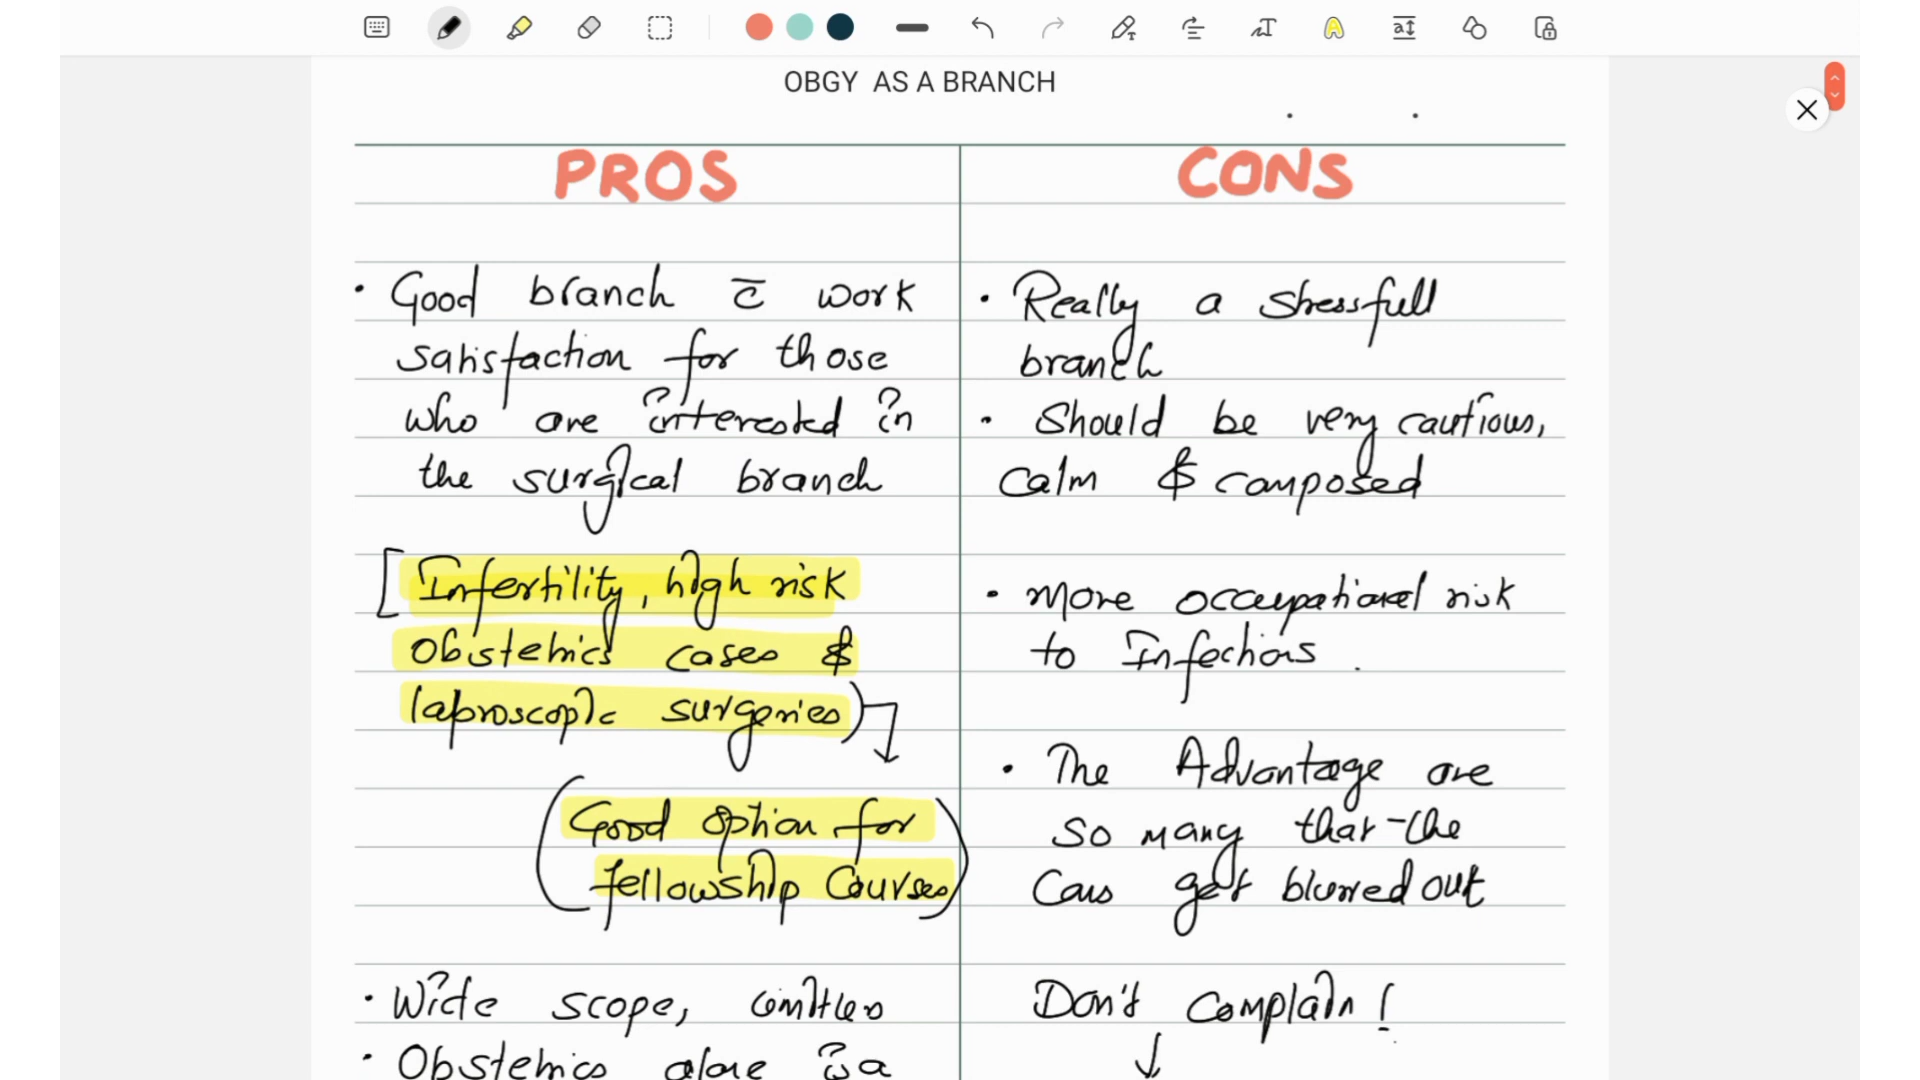 OBGY AS A BRANCH
PROS
• Good branch c̄ work
satisfaction for those
who are interested in
the surgical branch
[Infertility, high risk
Obstetrics cases &
laproscopic surgeries)
(Good option for
fellowship Courses)
• Wide scope, limitless
• Obstetrics alone is a
CONS
• Really a stressfull
branch
• Should be very cautious,
calm & composed
• More occupational risk
to Infections.
• The Advantage are
so many that the
Cons get blurred out
Don't Complain!